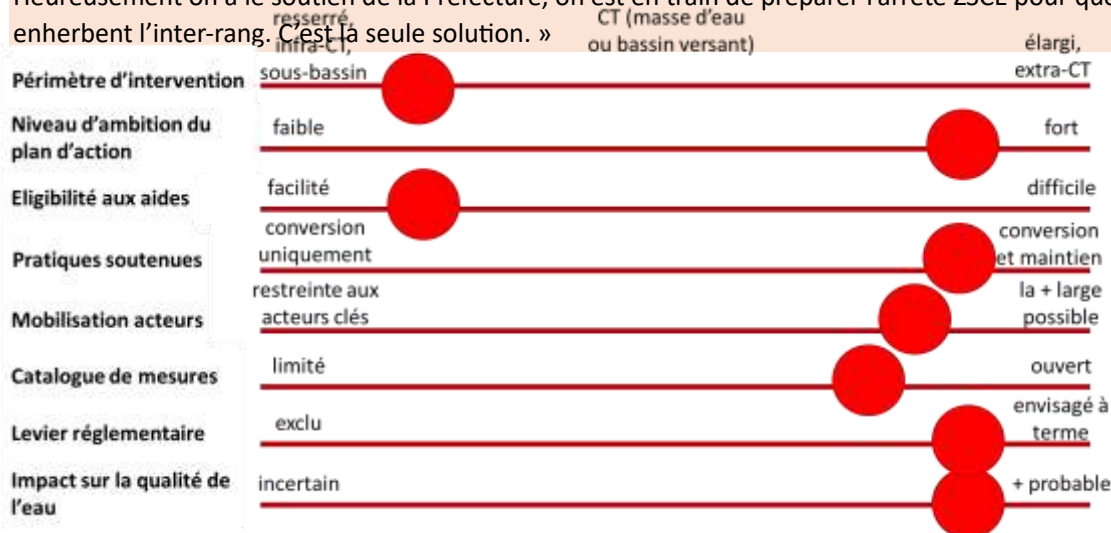 Heureusement on a le soutien de la Préfecture, on est en train de préparer l'arrêté ZSCE pour que
enherbent l'inter-rang. C'est la seule solution. »
resserré,
infra-CT,
sous-bassin
CT (masse d'eau
ou bassin versant)
élargi,
extra-CT
Périmètre d'intervention
Niveau d'ambition du
plan d'action
faible
fort
Eligibilité aux aides
facilité
difficile
Pratiques soutenues
conversion
uniquement
conversion
et maintien
Mobilisation acteurs
restreinte aux
acteurs clés
la + large
possible
Catalogue de mesures
limité
ouvert
Levier réglementaire
exclu
envisagé à
terme
Impact sur la qualité de
l'eau
incertain
+ probable